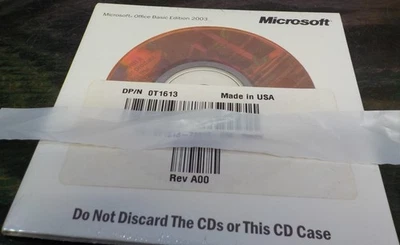 Microsoft Office Basic Edition 2003
Microsoft
DP/N 0T1613 Made in USA
Rev A00
Do Not Discard The CDs or This CD Case